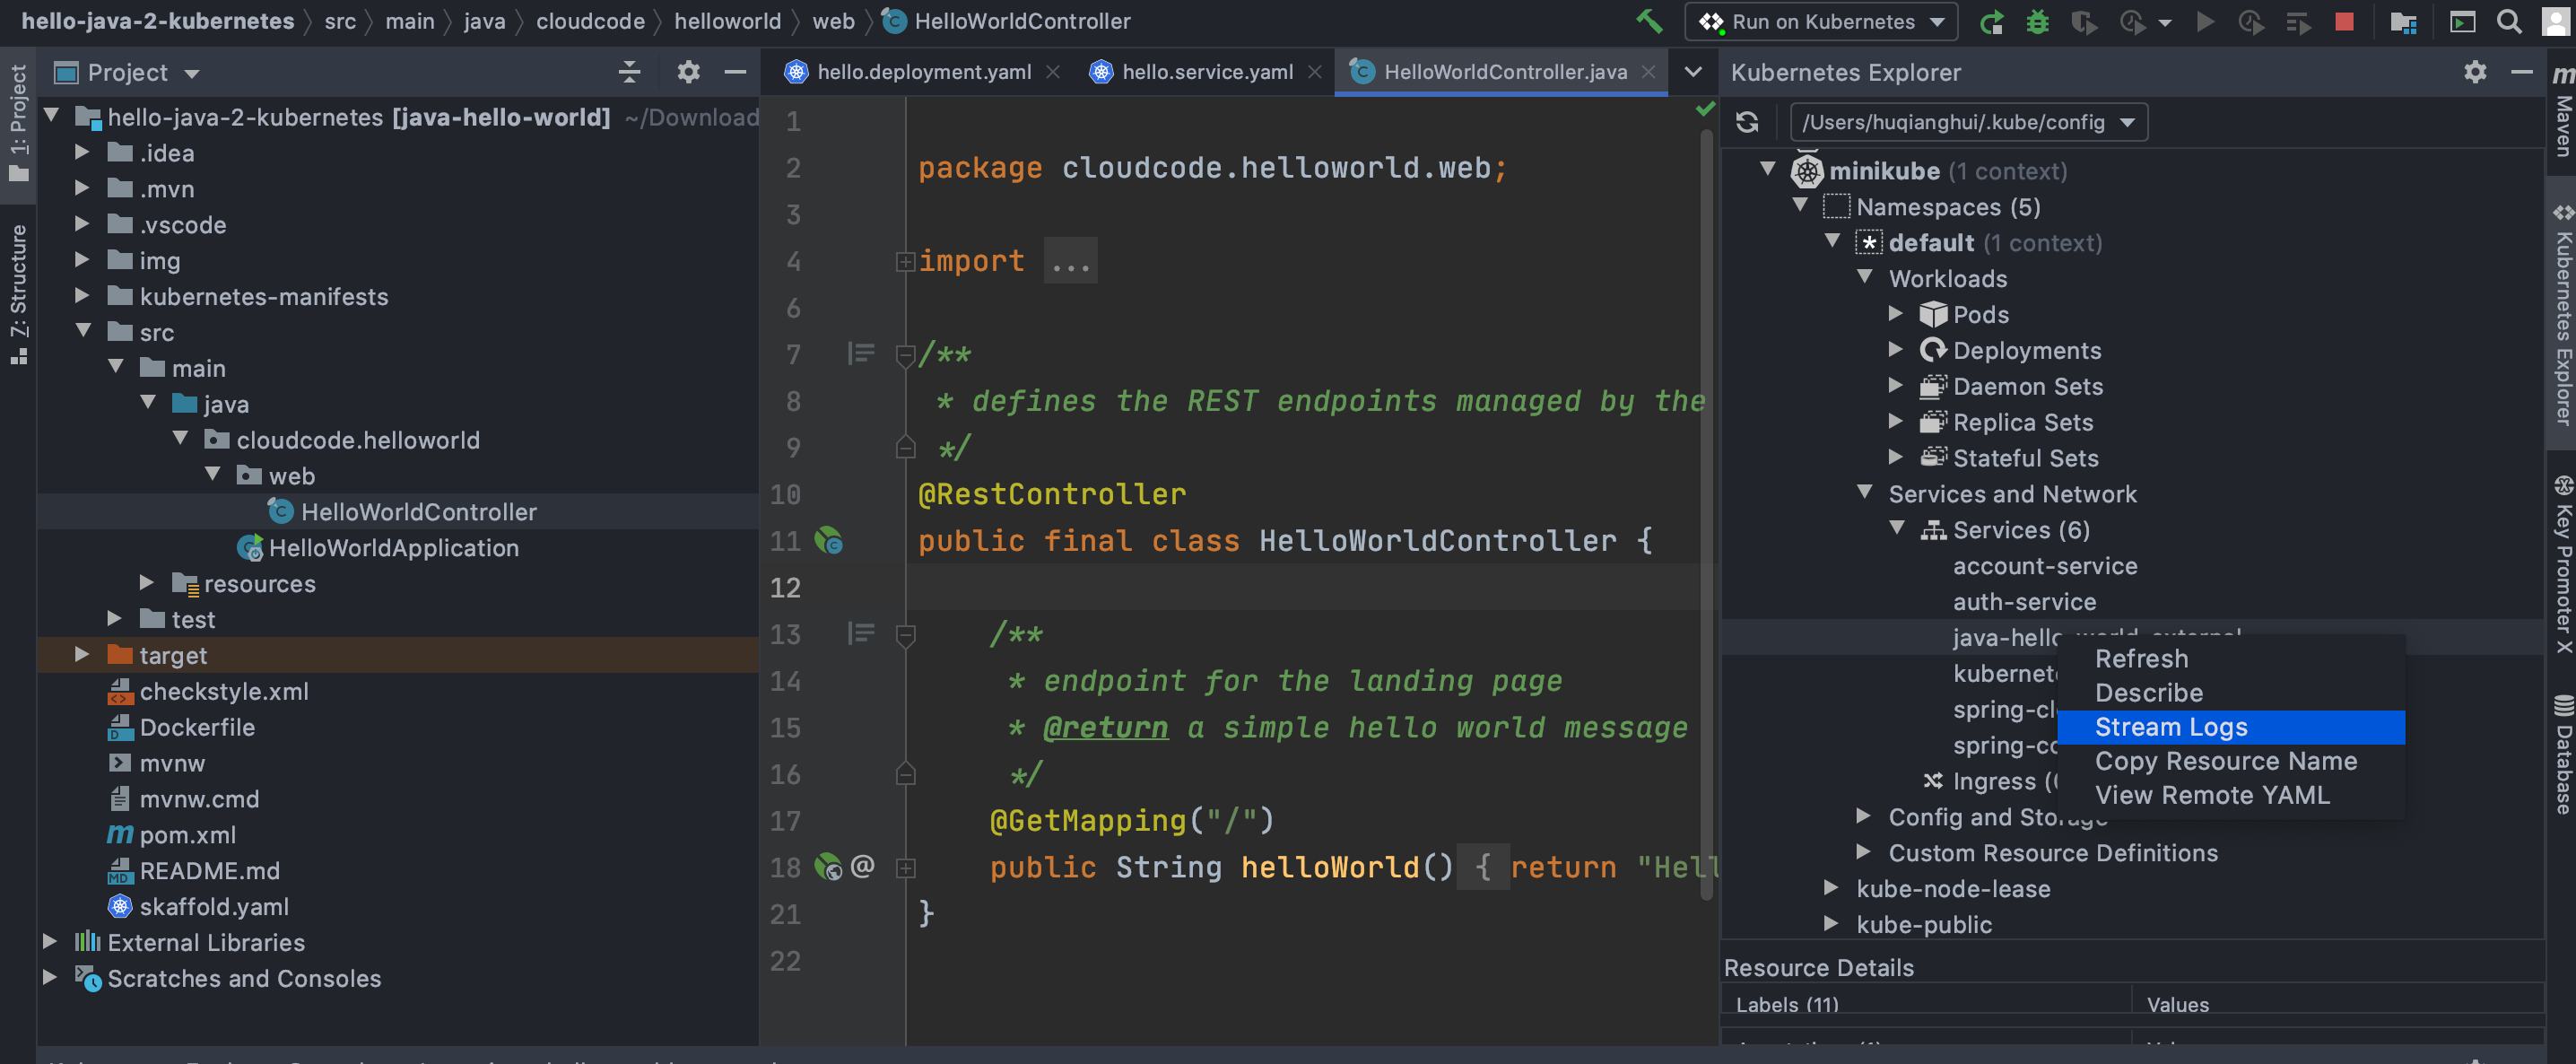 hello-java-2-kubernetes src main java cloudcode helloworld web HelloWorldController
Run on Kubernetes
1: Project
Z: Structure
Project
hello-java-2-kubernetes [java-hello-world] ~/Download
.idea
.mvn
.vscode
img
kubernetes-manifests
src
main
java
cloudcode.helloworld
web
HelloWorldController
HelloWorldApplication
resources
test
target
checkstyle.xml
Dockerfile
mvnw
mvnw.cmd
pom.xml
README.md
skaffold.yaml
External Libraries
Scratches and Consoles
hello.deployment.yaml hello.service.yaml HelloWorldController.java
1
2 package cloudcode.helloworld.web;
3
4 import ...
6
7 /**
8 * defines the REST endpoints managed by the
9 */
10 @RestController
11 public final class HelloWorldController {
12
13 /**
14 * endpoint for the landing page
15 * @return a simple hello world message
16 */
17 @GetMapping("/")
18 @ public String helloWorld() { return "Hell
21 }
22
Kubernetes Explorer
/Users/huqianghui/.kube/config
minikube (1 context)
Namespaces (5)
default (1 context)
Workloads
Pods
Deployments
Daemon Sets
Replica Sets
Stateful Sets
Services and Network
Services (6)
account-service
auth-service
java-hello-world-external
kubernet
spring-cl
spring-co
Ingress (
Config and Storage
Custom Resource Definitions
kube-node-lease
kube-public
Refresh
Describe
Stream Logs
Copy Resource Name
View Remote YAML
Resource Details
Labels (11) Values
Maven
Kubernetes Explorer
Key Promoter X
Database